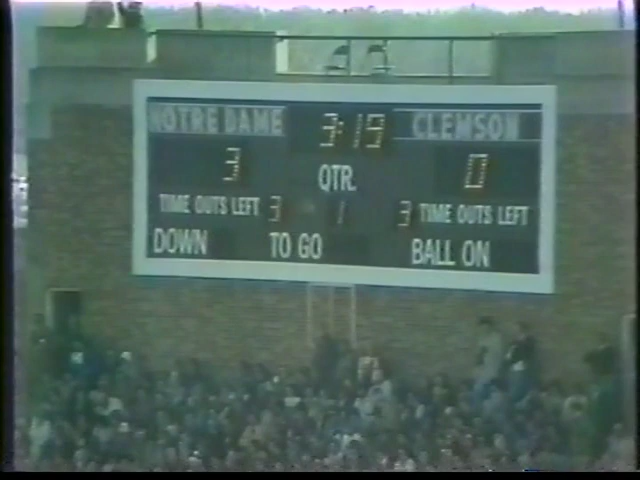 NOTRE DAME 3:19 CLEMSON
3 QTR. 0
TIME OUTS LEFT 3 1 3 TIME OUTS LEFT
DOWN TO GO BALL ON